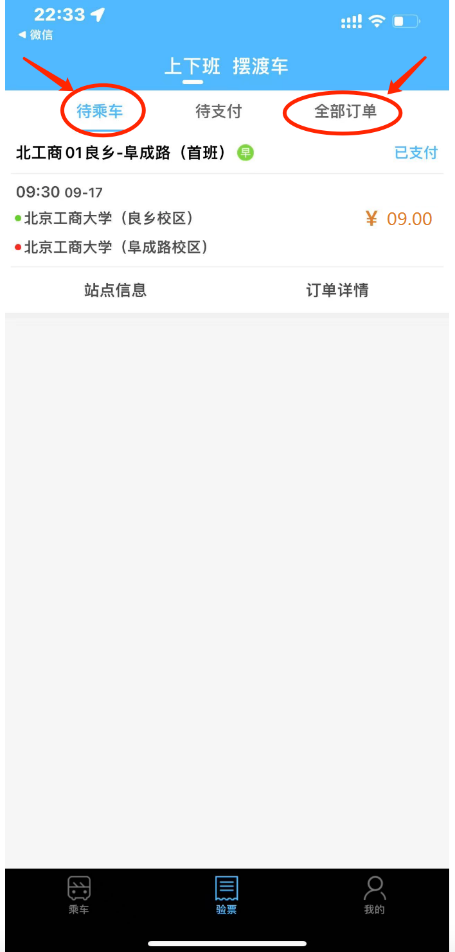 22:33
◀ 微信
上下班 摆渡车
待乘车 待支付 全部订单
北工商01良乡-阜成路（首班） 早 已支付
09:30 09-17
北京工商大学（良乡校区） ¥ 09.00
北京工商大学（阜成路校区）
站点信息 订单详情
乘车 验票 我的